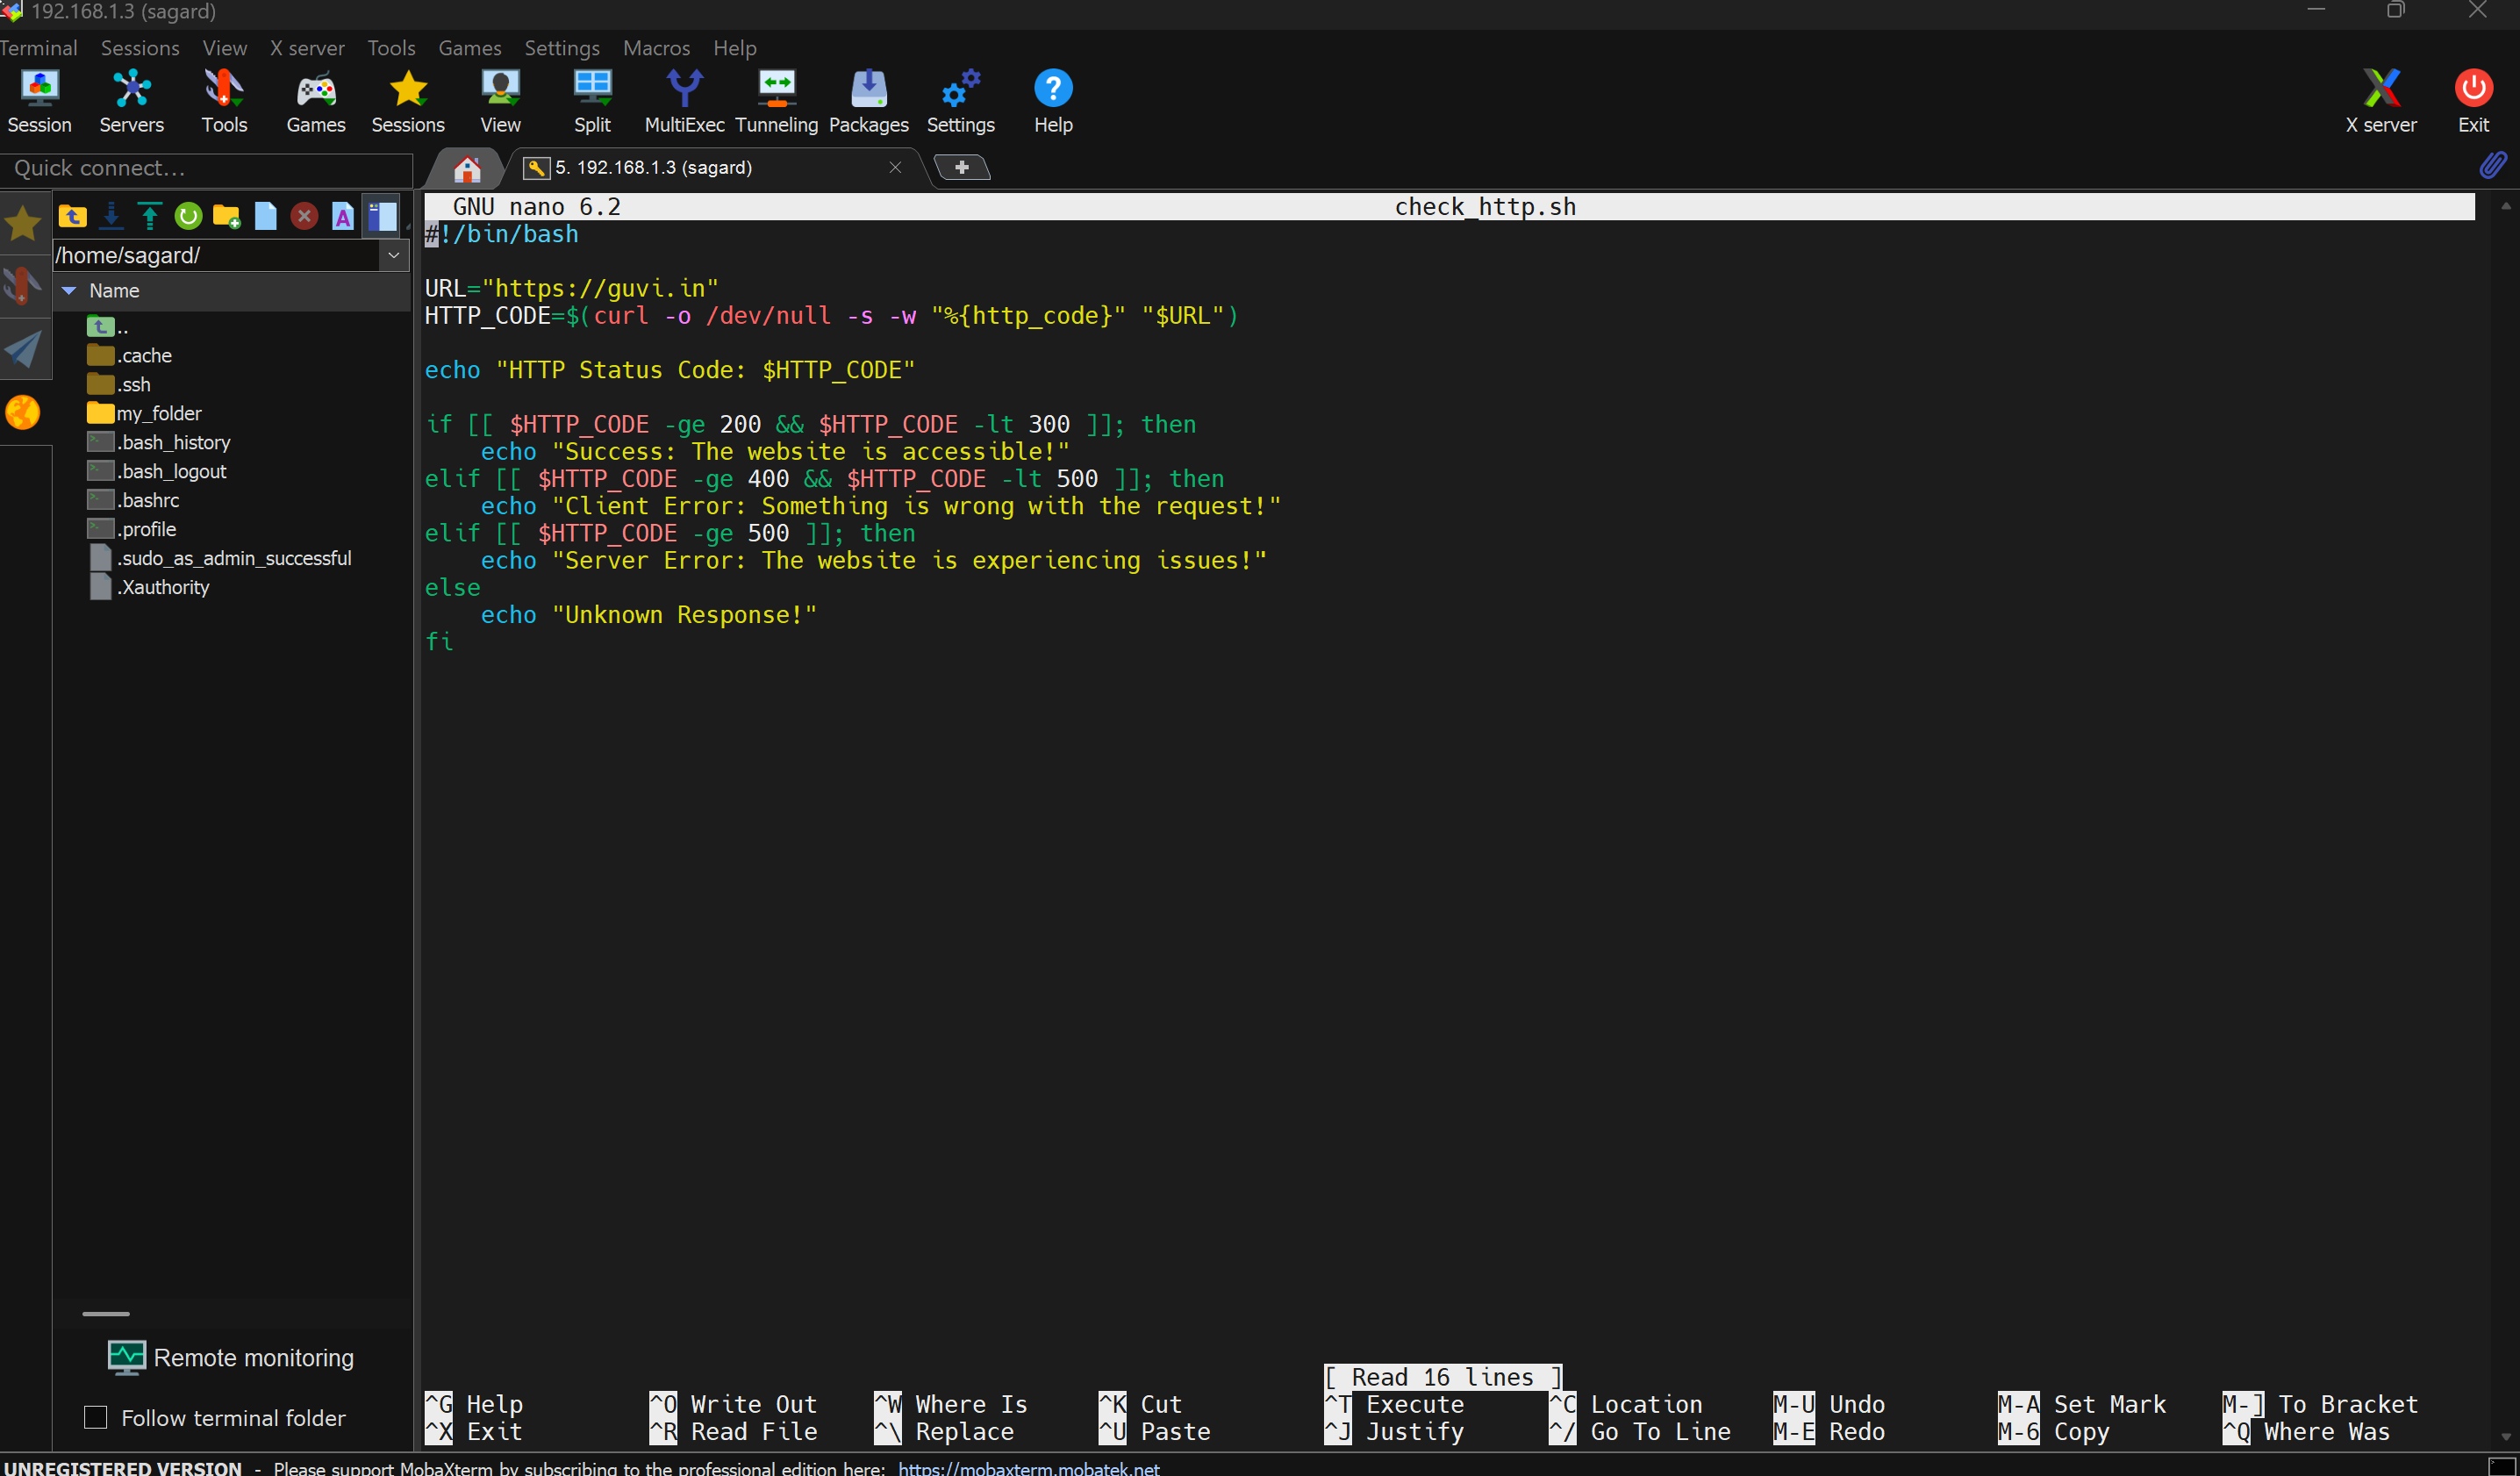 192.168.1.3 (sagard)
Terminal Sessions View X server Tools Games Settings Macros Help
Session Servers Tools Games Sessions View Split MultiExec Tunneling Packages Settings Help X server Exit
Quick connect...
5. 192.168.1.3 (sagard)
/home/sagard/
Name
..
.cache
.ssh
my_folder
.bash_history
.bash_logout
.bashrc
.profile
.sudo_as_admin_successful
.Xauthority
Remote monitoring
Follow terminal folder
GNU nano 6.2 check_http.sh
#!/bin/bash
URL="https://guvi.in"
HTTP_CODE=$(curl -o /dev/null -s -w "%{http_code}" "$URL")
echo "HTTP Status Code: $HTTP_CODE"
if [[ $HTTP_CODE -ge 200 && $HTTP_CODE -lt 300 ]]; then
    echo "Success: The website is accessible!"
elif [[ $HTTP_CODE -ge 400 && $HTTP_CODE -lt 500 ]]; then
    echo "Client Error: Something is wrong with the request!"
elif [[ $HTTP_CODE -ge 500 ]]; then
    echo "Server Error: The website is experiencing issues!"
else
    echo "Unknown Response!"
fi
[ Read 16 lines ]
^G Help ^O Write Out ^W Where Is ^K Cut ^T Execute ^C Location M-U Undo M-A Set Mark M-] To Bracket
^X Exit ^R Read File ^\ Replace ^U Paste ^J Justify ^/ Go To Line M-E Redo M-6 Copy ^Q Where Was
UNREGISTERED VERSION - Please support MobaXterm by subscribing to the professional edition here: https://mobaxterm.mobatek.net